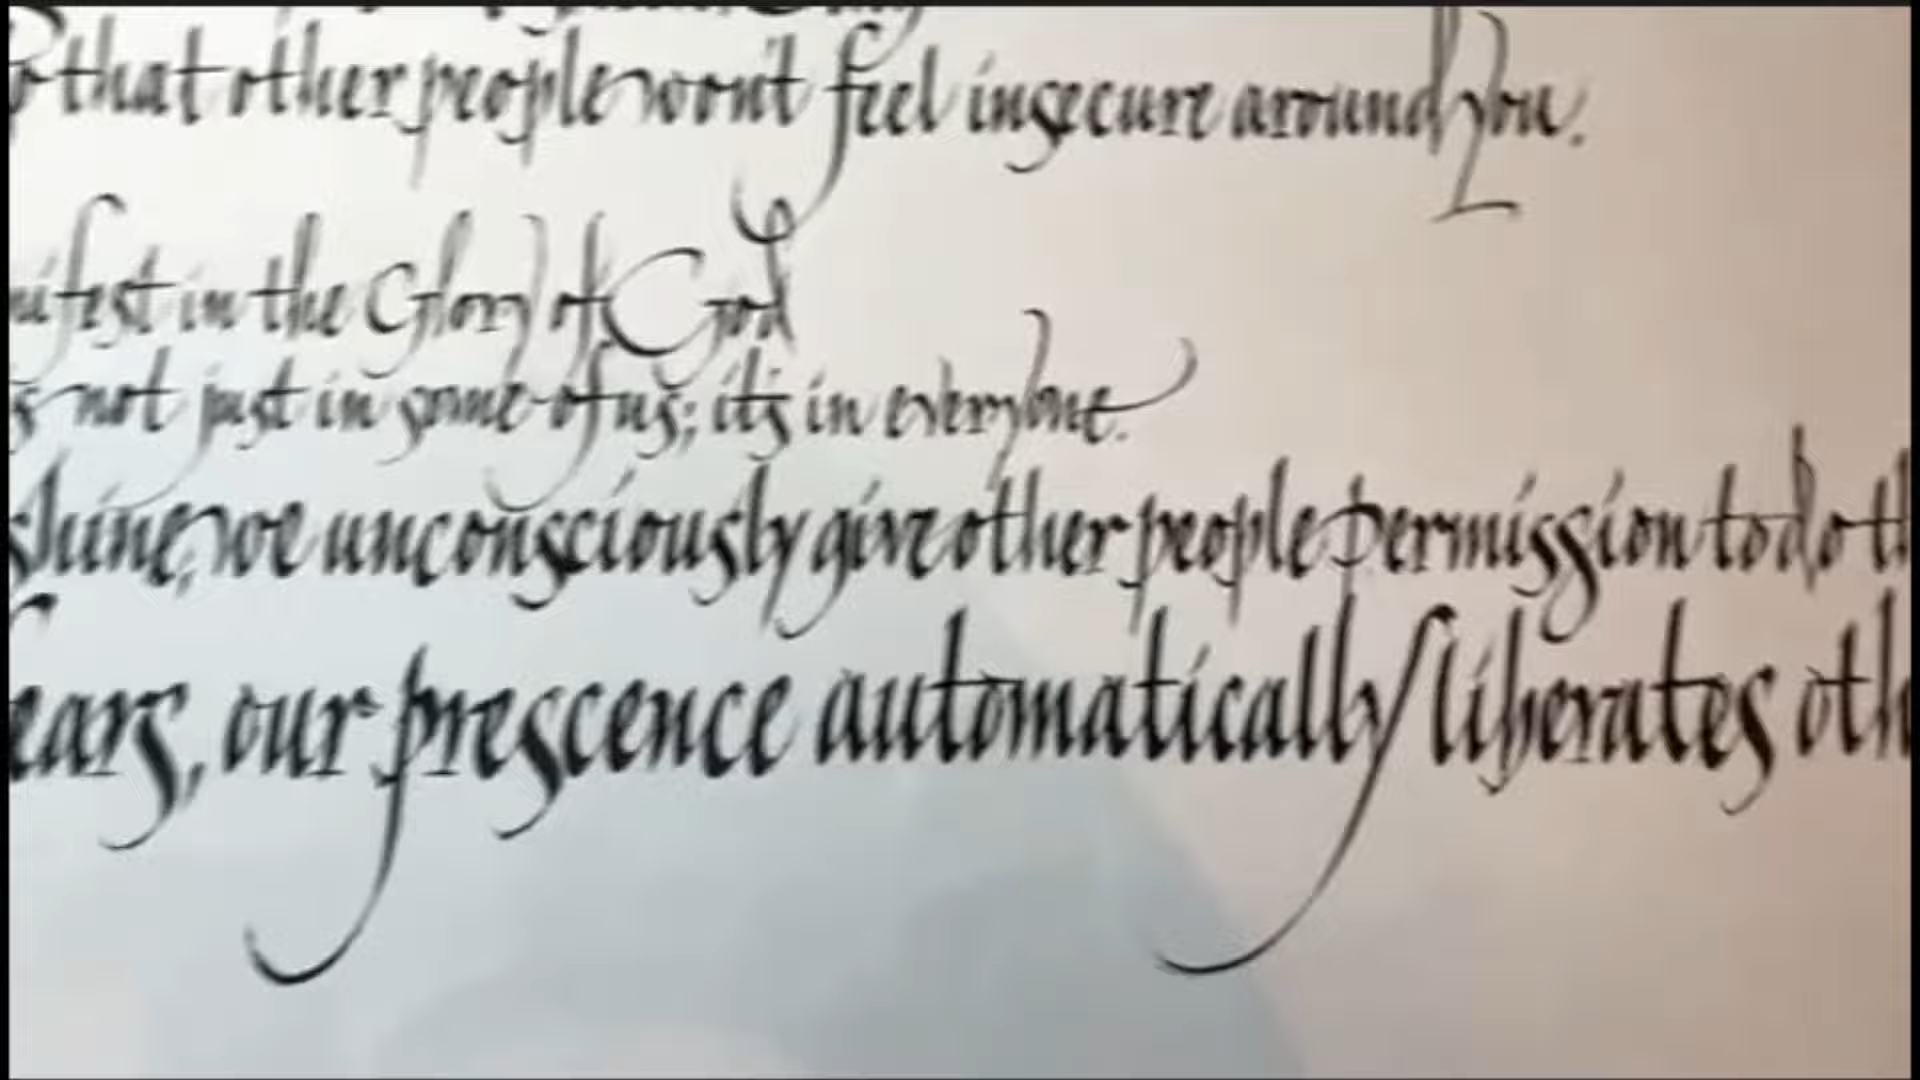 that other people won't feel insecure around you.
in the Glory of God
not just in some of us; it's in everyone.
shine, we unconsciously give other people permission to do th
ears, our prescence automatically liberates oth